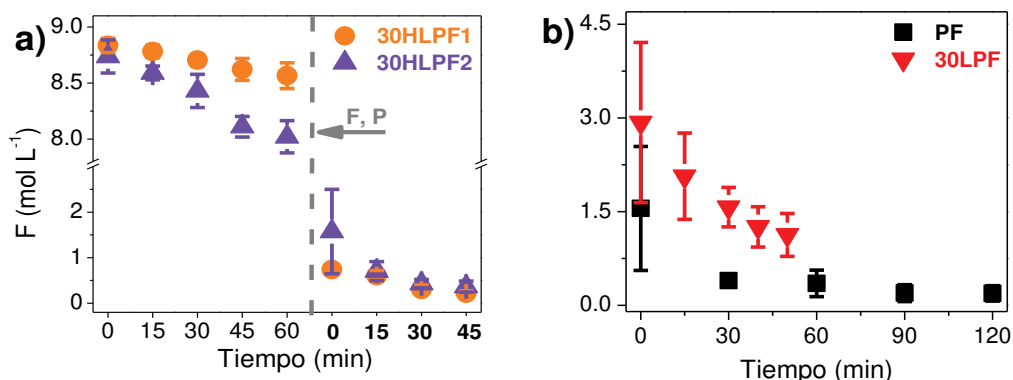 a)
30HLPF1
30HLPF2
F, P
F (mol L⁻¹)
9.0
8.5
8.0
2
1
0
0 15 30 45 60 0 15 30 45
Tiempo (min)
b)
PF
30LPF
4.5
3.0
1.5
0.0
0 30 60 90 120
Tiempo (min)